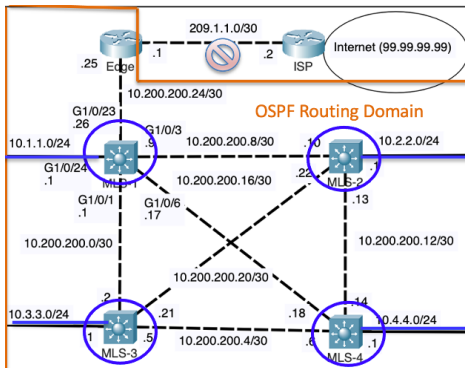 209.1.1.0/30
Internet (99.99.99.99)
.1
.2
.25
Edge
ISP
10.200.200.24/30
OSPF Routing Domain
G1/0/23
.26
G1/0/3
.9
10.1.1.0/24
10.200.200.8/30
.10
10.2.2.0/24
G1/0/24
.1
10.200.200.16/30
.1
MLS-1
.22
MLS-2
G1/0/1
.1
G1/0/6
.17
.13
10.200.200.0/30
10.200.200.12/30
10.200.200.20/30
.2
.14
10.3.3.0/24
.21
.18
10.4.4.0/24
1
.5
10.200.200.4/30
.6
.1
MLS-3
MLS-4